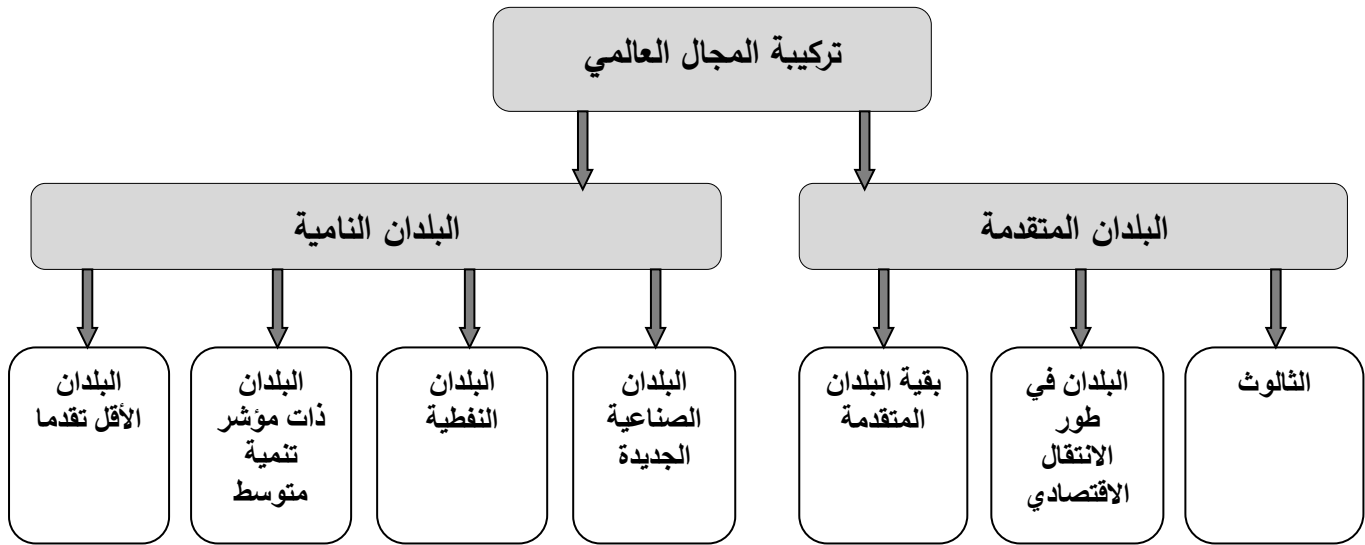 تركيبة المجال العالمي
البلدان المتقدمة
البلدان النامية
الثالوث
البلدان في
طور
الانتقال
الاقتصادي
بقية البلدان
المتقدمة
البلدان
الصناعية
الجديدة
البلدان
النفطية
البلدان
ذات مؤشر
تنمية
متوسط
البلدان
الأقل تقدما